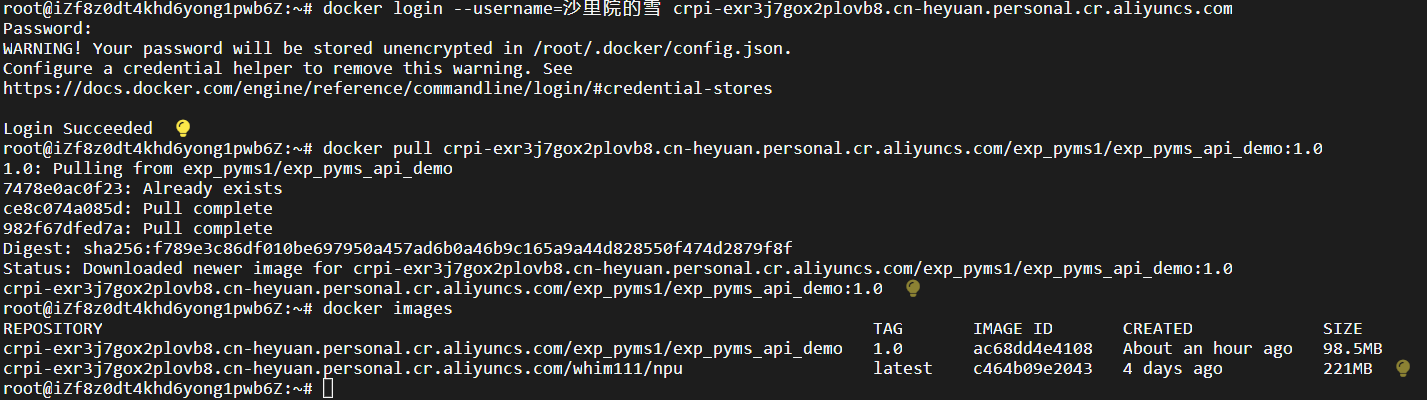 root@iZf8z0dt4khd6yong1pwb6Z:~# docker login --username=沙里院的雪 crpi-exr3j7gox2plovb8.cn-heyuan.personal.cr.aliyuncs.com
Password:
WARNING! Your password will be stored unencrypted in /root/.docker/config.json.
Configure a credential helper to remove this warning. See
https://docs.docker.com/engine/reference/commandline/login/#credential-stores
Login Succeeded
root@iZf8z0dt4khd6yong1pwb6Z:~# docker pull crpi-exr3j7gox2plovb8.cn-heyuan.personal.cr.aliyuncs.com/exp_pyms1/exp_pyms_api_demo:1.0
1.0: Pulling from exp_pyms1/exp_pyms_api_demo
7478e0ac0f23: Already exists
ce8c074a085d: Pull complete
982f67dfed7a: Pull complete
Digest: sha256:f789e3c86df010be697950a457ad6b0a46b9c165a9a44d828550f474d2879f8f
Status: Downloaded newer image for crpi-exr3j7gox2plovb8.cn-heyuan.personal.cr.aliyuncs.com/exp_pyms1/exp_pyms_api_demo:1.0
crpi-exr3j7gox2plovb8.cn-heyuan.personal.cr.aliyuncs.com/exp_pyms1/exp_pyms_api_demo:1.0
root@iZf8z0dt4khd6yong1pwb6Z:~# docker images
REPOSITORY TAG IMAGE ID CREATED SIZE
crpi-exr3j7gox2plovb8.cn-heyuan.personal.cr.aliyuncs.com/exp_pyms1/exp_pyms_api_demo 1.0 ac68dd4e4108 About an hour ago 98.5MB
crpi-exr3j7gox2plovb8.cn-heyuan.personal.cr.aliyuncs.com/whim111/npu latest c464b09e2043 4 days ago 221MB
root@iZf8z0dt4khd6yong1pwb6Z:~#